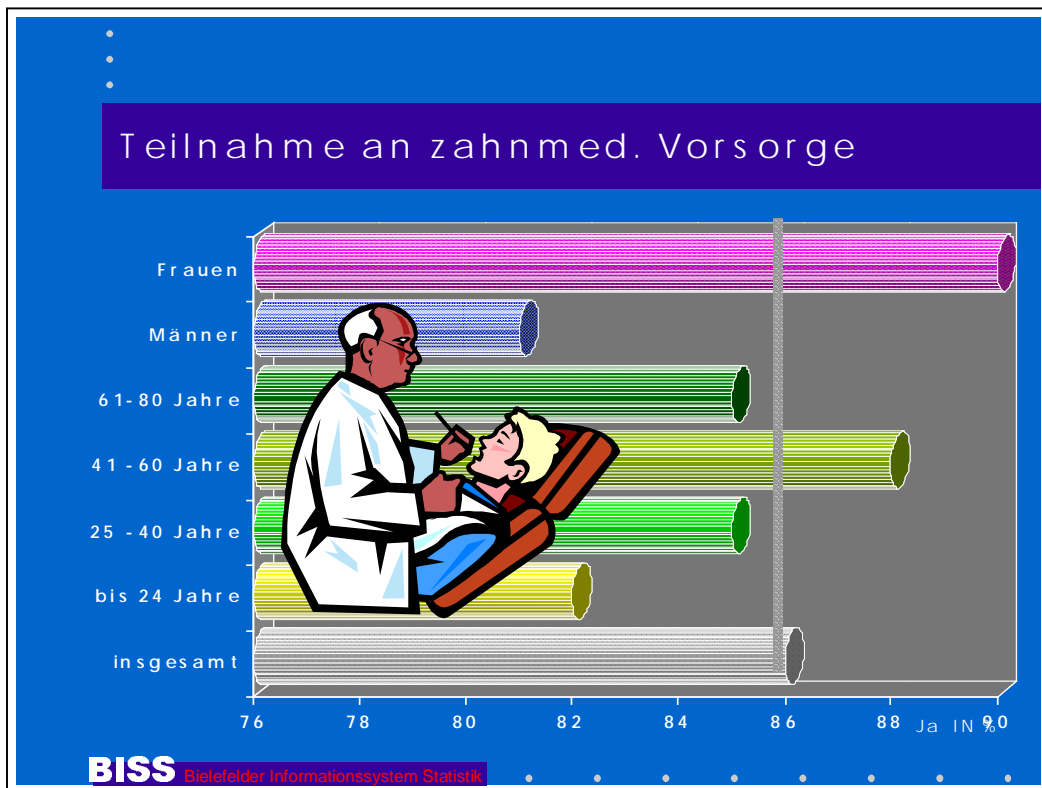 Teilnahme an zahnmed. Vorsorge
Frauen
Männer
61-80 Jahre
41-60 Jahre
25 -40 Jahre
bis 24 Jahre
insgesamt
76 78 80 82 84 86 88 90
Ja IN %
BISS Bielefelder Informationssystem Statistik